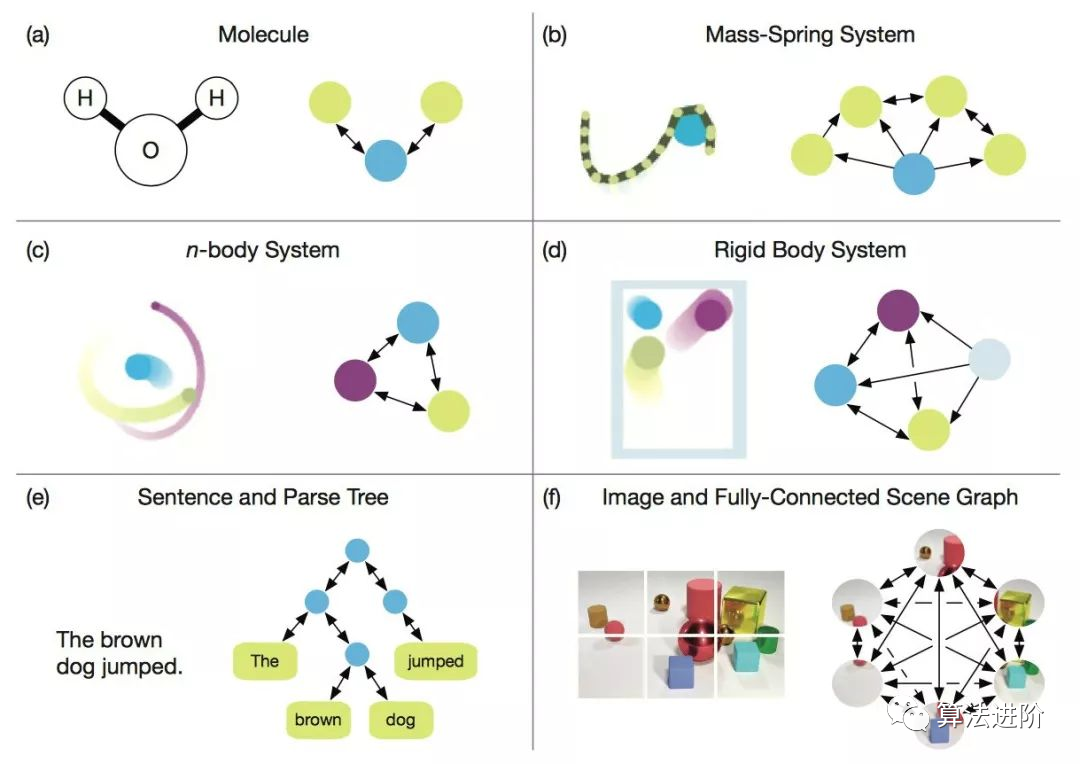 (a)
Molecule
H
H
O
(b)
Mass-Spring System
(c)
n-body System
(d)
Rigid Body System
(e)
Sentence and Parse Tree
The brown
dog jumped.
The
jumped
brown
dog
(f)
Image and Fully-Connected Scene Graph
算法进阶